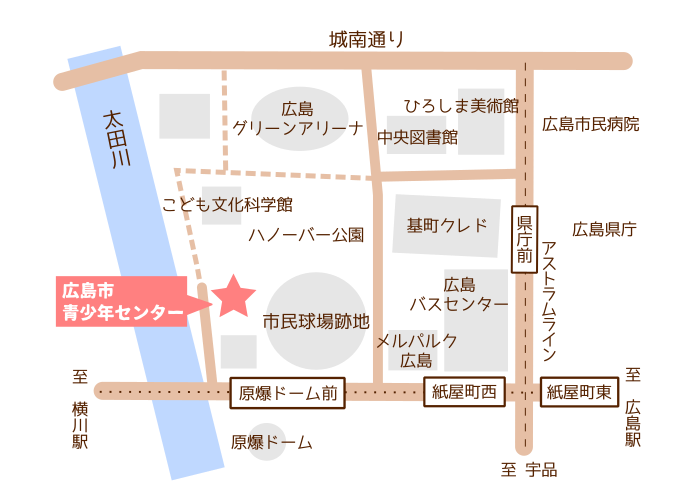 城南通り
太田川
広島
グリーンアリーナ
ひろしま美術館
中央図書館
広島市民病院
こども文化科学館
ハノーバー公園
基町クレド
県庁前
広島県庁
アストラムライン
広島市
青少年センター
市民球場跡地
広島
バスセンター
メルパルク
広島
至 横川駅
原爆ドーム前
紙屋町西
紙屋町東
至 広島駅
原爆ドーム
至 宇品